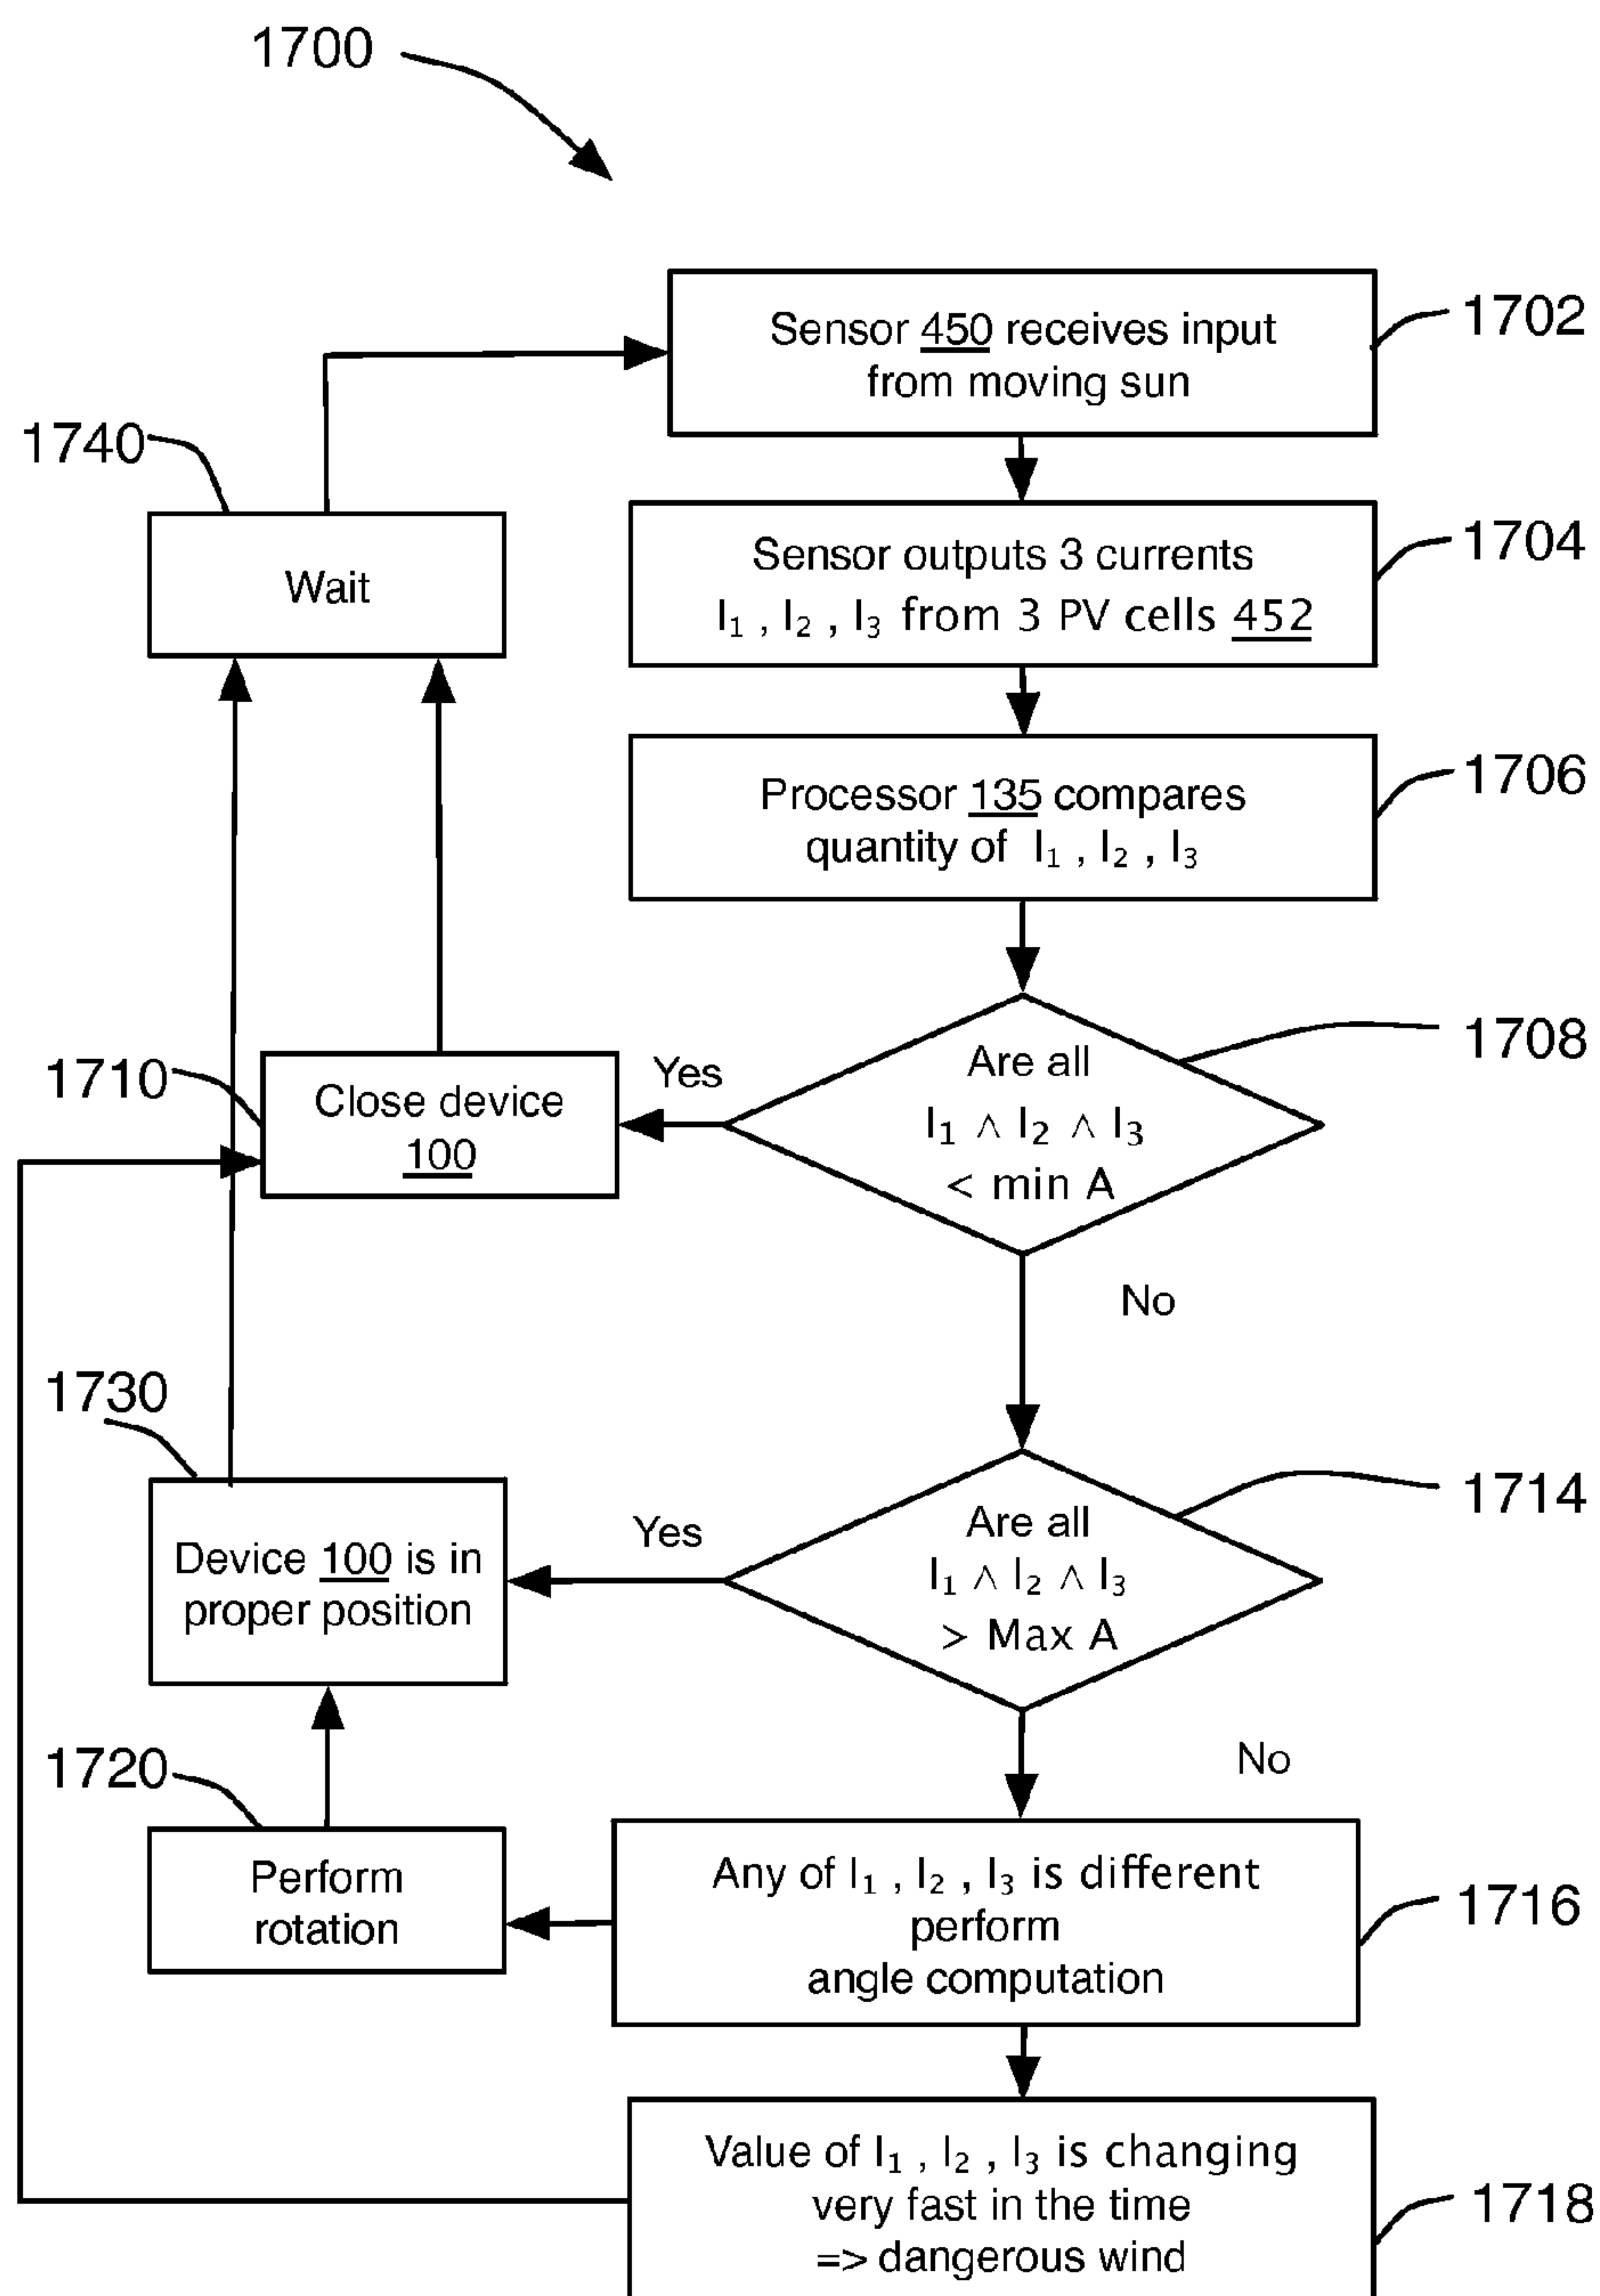 1700
Sensor 450 receives input
from moving sun
1702
1740
Wait
Sensor outputs 3 currents
I₁ , I₂ , I₃ from 3 PV cells 452
1704
Processor 135 compares
quantity of I₁ , I₂ , I₃
1706
1710
Close device
100
Yes
Are all
I₁ ∧ I₂ ∧ I₃
< min A
1708
No
1730
Device 100 is in
proper position
Yes
Are all
I₁ ∧ I₂ ∧ I₃
> Max A
1714
No
1720
Perform
rotation
Any of I₁ , I₂ , I₃ is different
perform
angle computation
1716
Value of I₁ , I₂ , I₃ is changing
very fast in the time
=> dangerous wind
1718